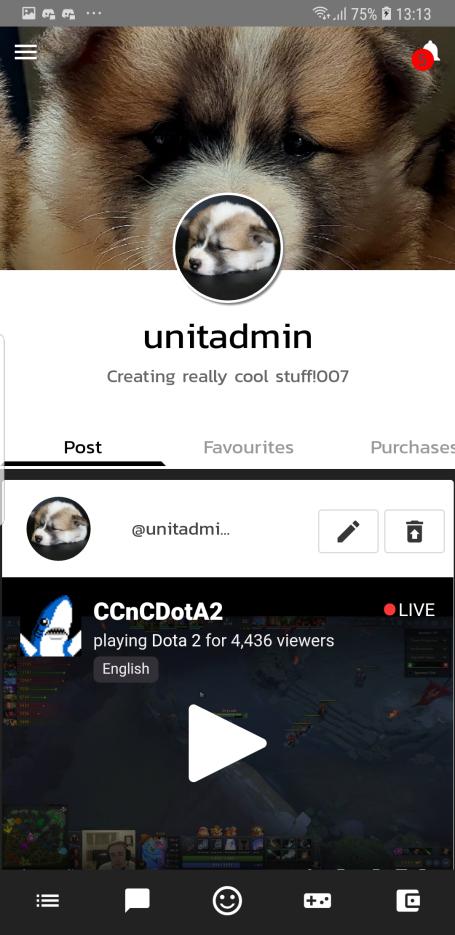 75% 13:13
unitadmin
Creating really cool stuff!007
Post Favourites Purchases
@unitadmi...
CCnCDotA2
LIVE
playing Dota 2 for 4,436 viewers
English